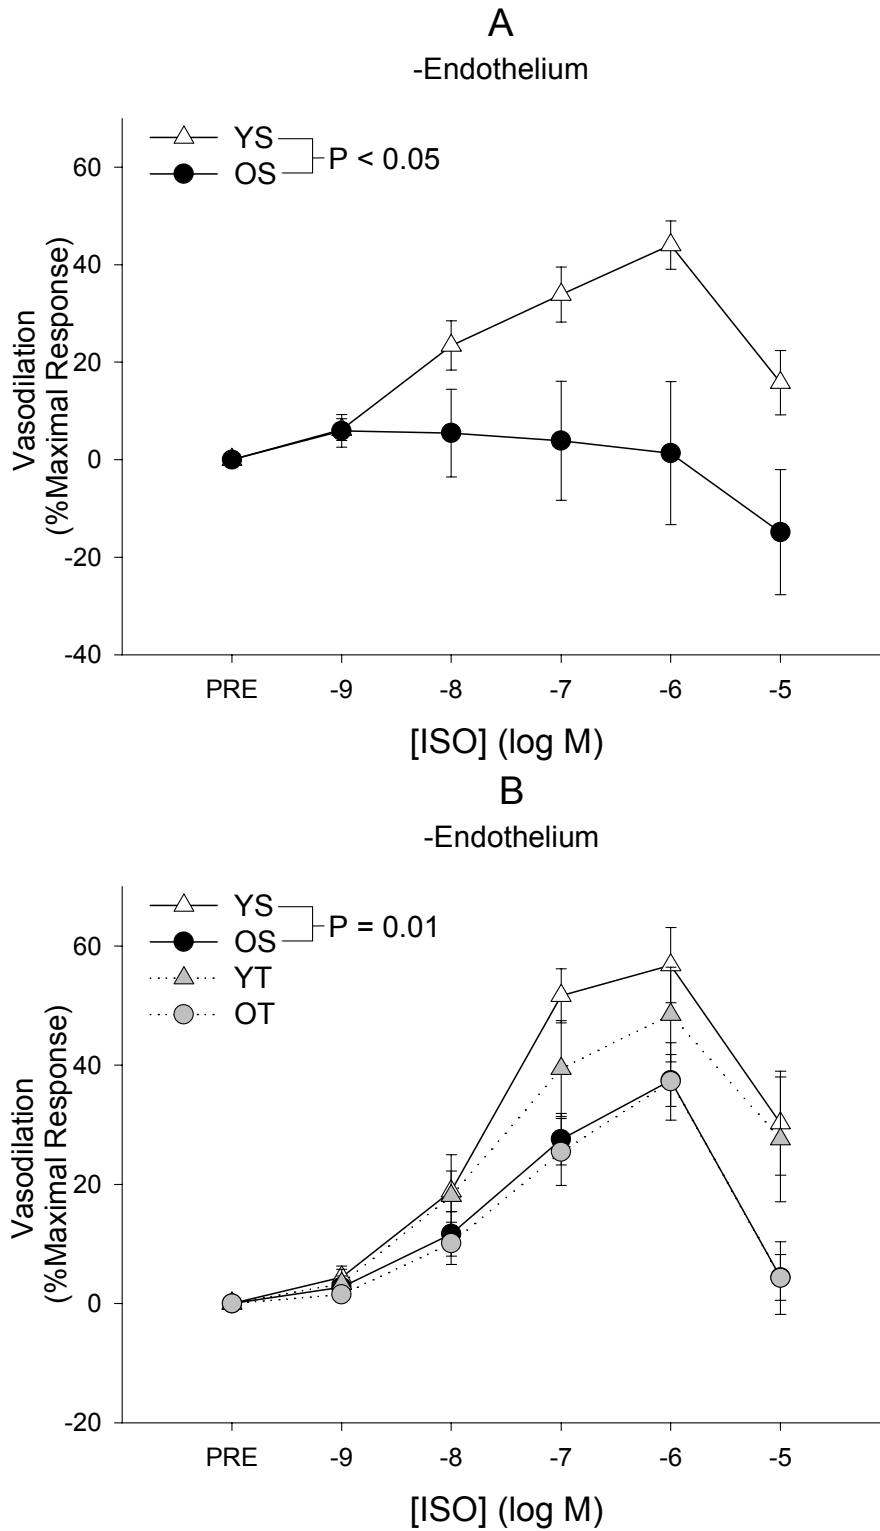 A
-Endothelium
YS
OS
P < 0.05
Vasodilation
(%Maximal Response)
60
40
20
0
-20
-40
PRE -9 -8 -7 -6 -5
[ISO] (log M)
B
-Endothelium
YS
OS
P = 0.01
YT
OT
Vasodilation
(%Maximal Response)
60
40
20
0
-20
PRE -9 -8 -7 -6 -5
[ISO] (log M)